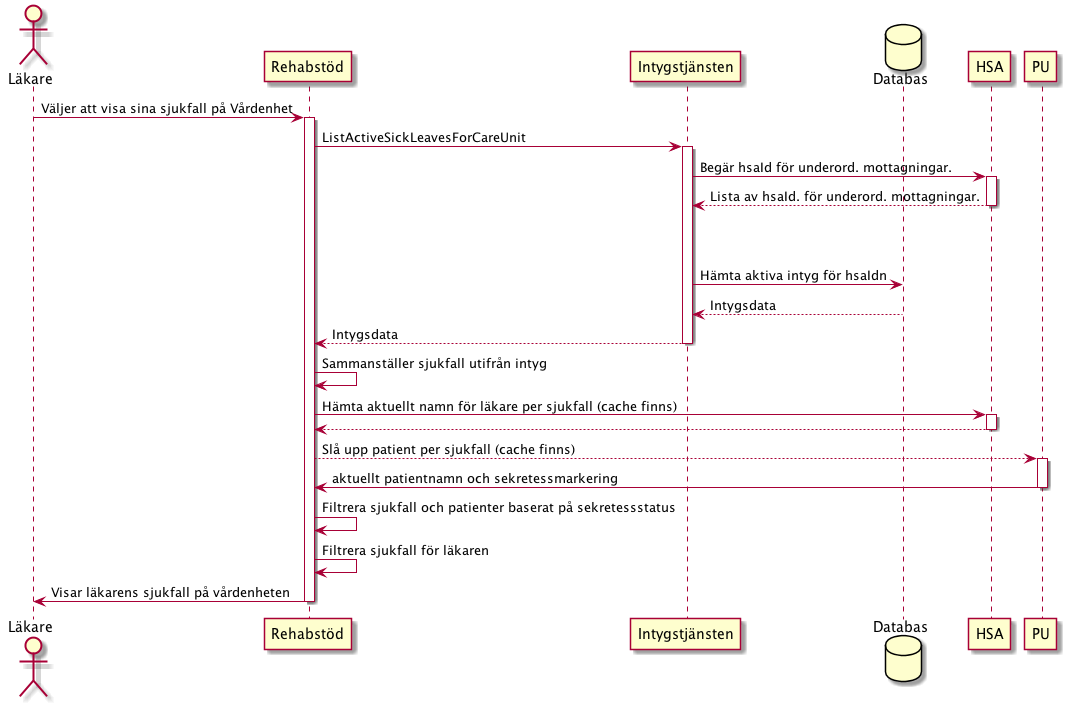 Läkare
Rehabstöd
Intygstjänsten
Databas
HSA
PU
Väljer att visa sina sjukfall på Vårdenhet
ListActiveSickLeavesForCareUnit
Begär hsaId för underord. mottagningar.
Lista av hsaId. för underord. mottagningar.
Hämta aktiva intyg för hsaIdn
Intygsdata
Intygsdata
Sammanställer sjukfall utifrån intyg
Hämta aktuellt namn för läkare per sjukfall (cache finns)
Slå upp patient per sjukfall (cache finns)
aktuellt patientnamn och sekretessmarkering
Filtrera sjukfall och patienter baserat på sekretessstatus
Filtrera sjukfall för läkaren
Visar läkarens sjukfall på vårdenheten
Läkare
Rehabstöd
Intygstjänsten
Databas
HSA
PU